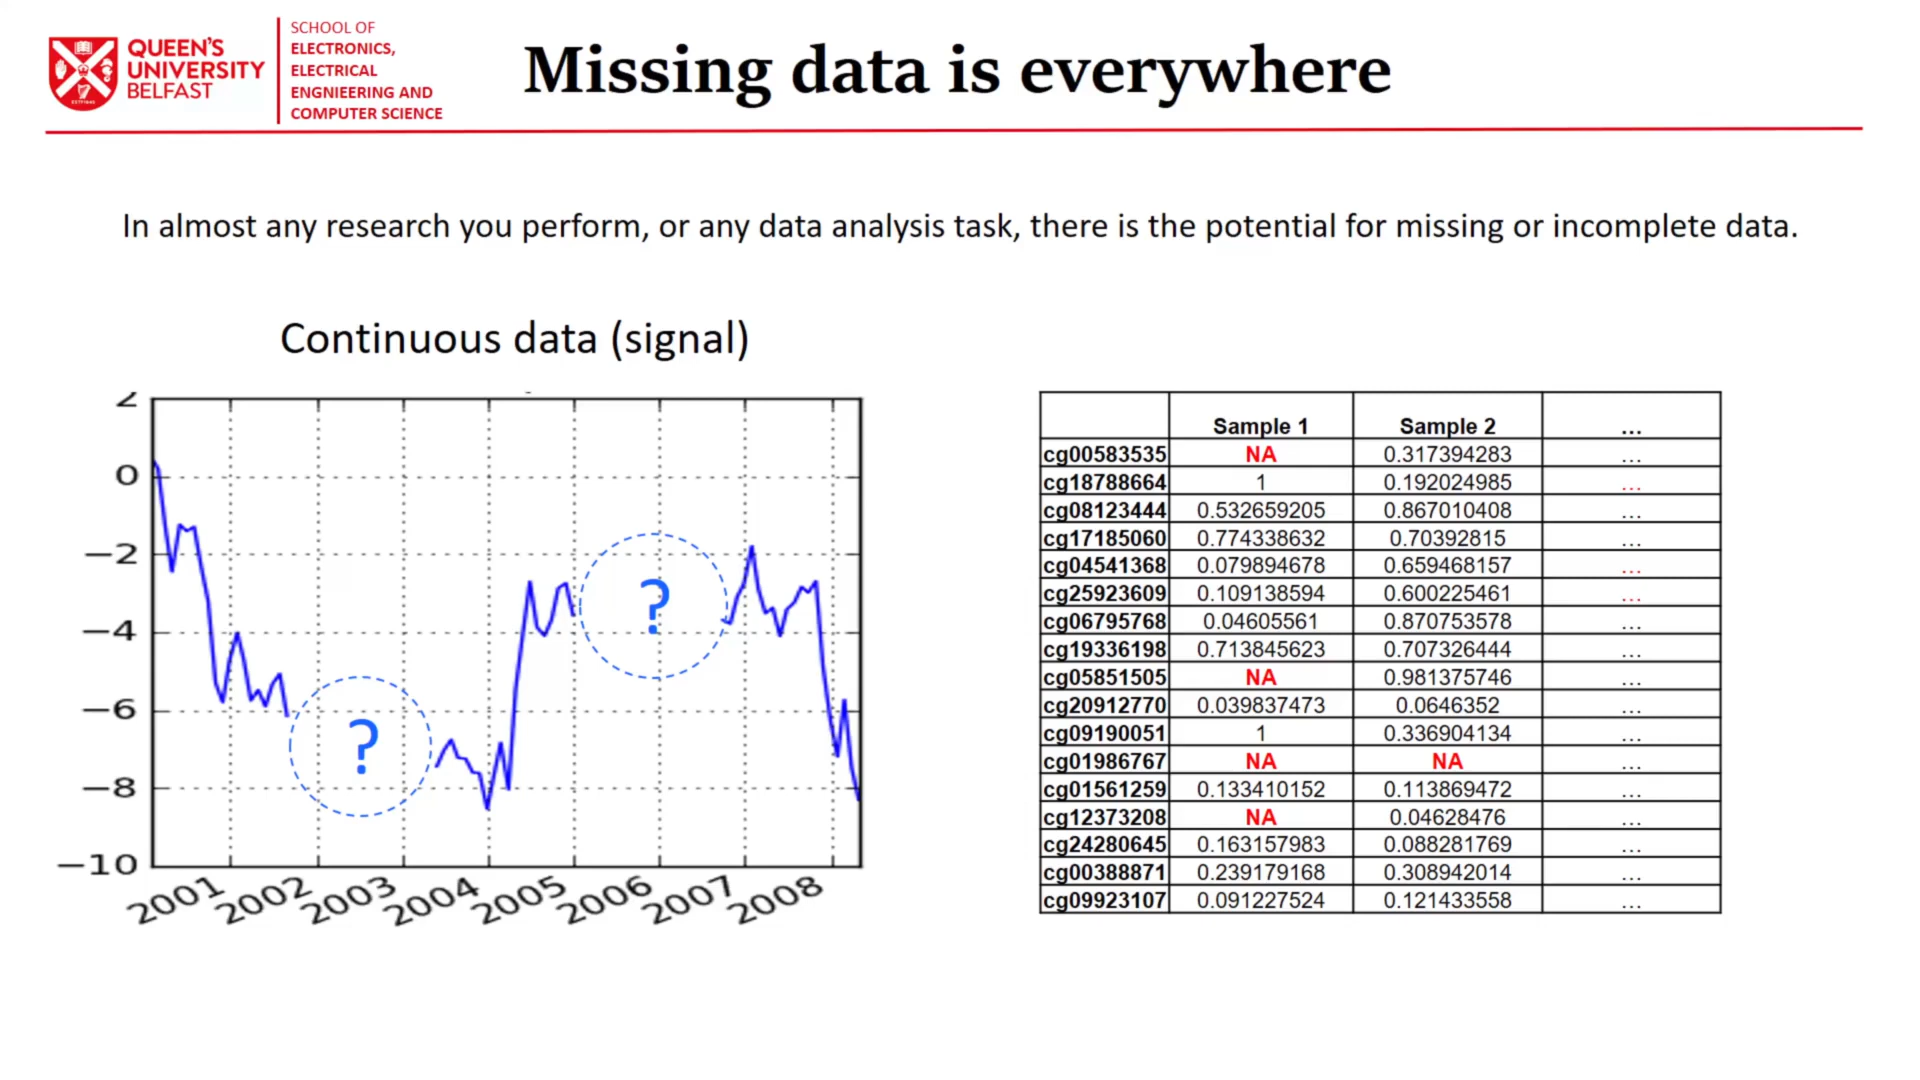 QUEEN'S
UNIVERSITY
BELFAST
ESTD1845
SCHOOL OF
ELECTRONICS,
ELECTRICAL
ENGNIEERING AND
COMPUTER SCIENCE
Missing data is everywhere
In almost any research you perform, or any data analysis task, there is the potential for missing or incomplete data.
Continuous data (signal)
2
0
−2
−4
−6
−8
−10
2001 2002 2003 2004 2005 2006 2007 2008
?
?
Sample 1 Sample 2 ...
cg00583535 NA 0.317394283 ...
cg18788664 1 0.192024985 ...
cg08123444 0.532659205 0.867010408 ...
cg17185060 0.774338632 0.70392815 ...
cg04541368 0.079894678 0.659468157 ...
cg25923609 0.109138594 0.600225461 ...
cg06795768 0.04605561 0.870753578 ...
cg19336198 0.713845623 0.707326444 ...
cg05851505 NA 0.981375746 ...
cg20912770 0.039837473 0.0646352 ...
cg09190051 1 0.336904134 ...
cg01986767 NA NA ...
cg01561259 0.133410152 0.113869472 ...
cg12373208 NA 0.04628476 ...
cg24280645 0.163157983 0.088281769 ...
cg00388871 0.239179168 0.308942014 ...
cg09923107 0.091227524 0.121433558 ...